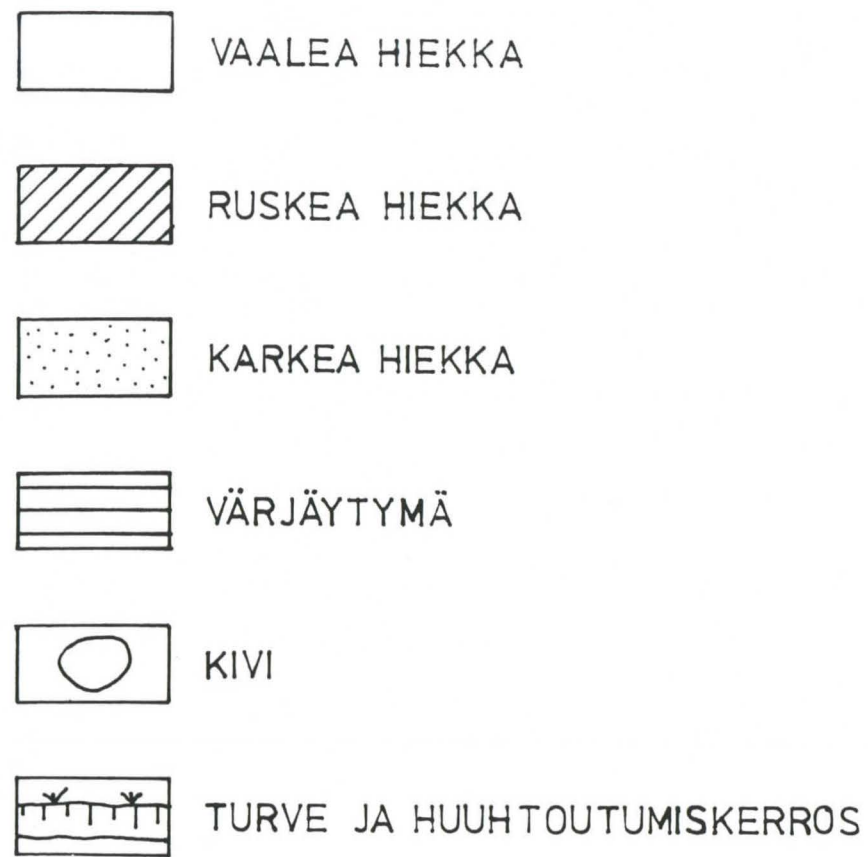 VAALEA HIEKKA
RUSKEA HIEKKA
KARKEA HIEKKA
VÄRJÄYTYMÄ
KIVI
TURVE JA HUUHTOUTUMISKERROS